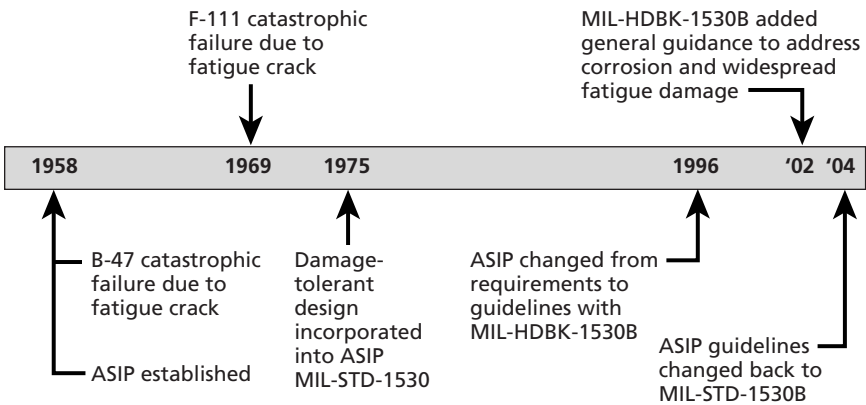 F-111 catastrophic
failure due to
fatigue crack
MIL-HDBK-1530B added
general guidance to address
corrosion and widespread
fatigue damage
1958 1969 1975 1996 ‘02 ‘04
B-47 catastrophic
failure due to
fatigue crack
ASIP established
Damage-
tolerant
design
incorporated
into ASIP
MIL-STD-1530
ASIP changed from
requirements to
guidelines with
MIL-HDBK-1530B
ASIP guidelines
changed back to
MIL-STD-1530B